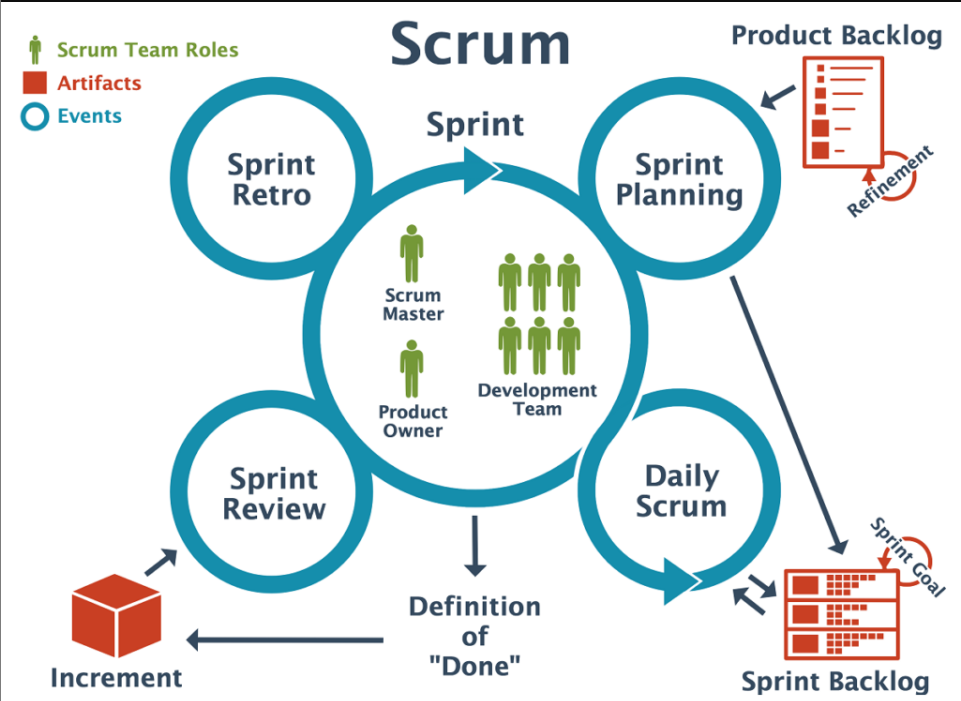 Scrum
Scrum Team Roles
Artifacts
Events
Product Backlog
Refinement
Sprint
Sprint
Retro
Sprint
Planning
Scrum
Master
Product
Owner
Development
Team
Sprint
Review
Daily
Scrum
Sprint Goal
Sprint Backlog
Definition
of
"Done"
Increment